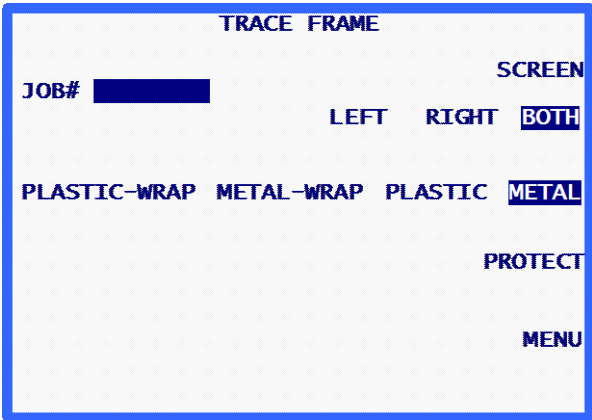 TRACE FRAME
SCREEN
JOB#
LEFT RIGHT BOTH
PLASTIC-WRAP METAL-WRAP PLASTIC METAL
PROTECT
MENU